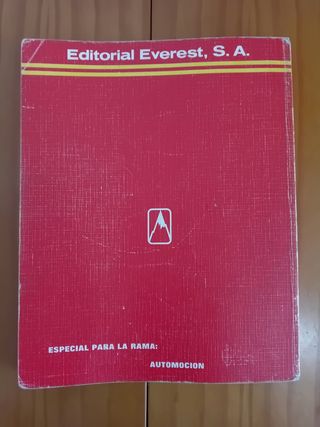 Editorial Everest, S. A.
ESPECIAL PARA LA RAMA:
AUTOMOCION